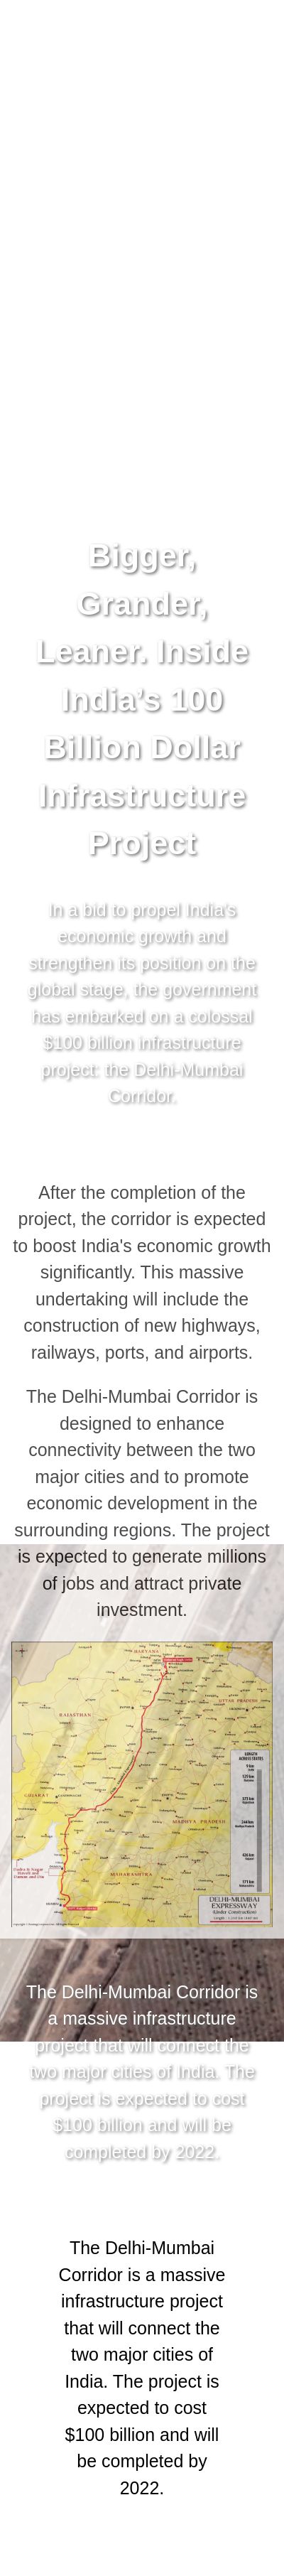 Bigger,
Grander,
Leaner. Inside
India's 100
Billion Dollar
Infrastructure
Project
In a bid to propel India's
economic growth and
strengthen its position on the
global stage, the government
has embarked on a colossal
$100 billion infrastructure
project: the Delhi-Mumbai
Corridor.
After the completion of the
project, the corridor is expected
to boost India's economic growth
significantly. This massive
undertaking will include the
construction of new highways,
railways, ports, and airports.
The Delhi-Mumbai Corridor is
designed to enhance
connectivity between the two
major cities and to promote
economic development in the
surrounding regions. The project
is expected to generate millions
of jobs and attract private
investment.
HARYANA
UTTAR PRADESH
RAJASTHAN
GUJARAT
MADHYA PRADESH
MAHARASHTRA
DELHI-MUMBAI
EXPRESSWAY
(Under Construction)
The Delhi-Mumbai Corridor is
a massive infrastructure
project that will connect the
two major cities of India. The
project is expected to cost
$100 billion and will be
completed by 2022.
The Delhi-Mumbai
Corridor is a massive
infrastructure project
that will connect the
two major cities of
India. The project is
expected to cost
$100 billion and will
be completed by
2022.